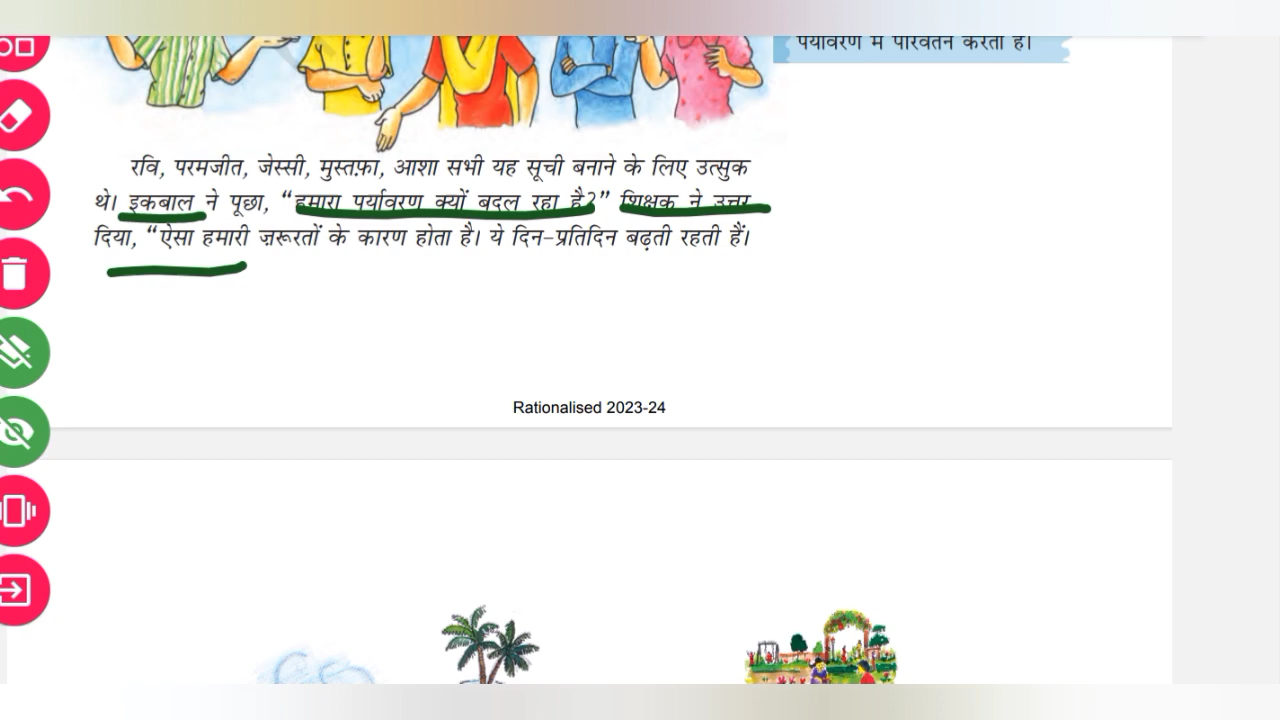 पर्यावरण में परिवर्तन करता है।
रवि, परमजीत, जेस्सी, मुस्तफ़ा, आशा सभी यह सूची बनाने के लिए उत्सुक
थे। इकबाल ने पूछा, “हमारा पर्यावरण क्यों बदल रहा है?” शिक्षक ने उत्तर
दिया, “ऐसा हमारी ज़रूरतों के कारण होता है। ये दिन-प्रतिदिन बढ़ती रहती हैं।
Rationalised 2023-24